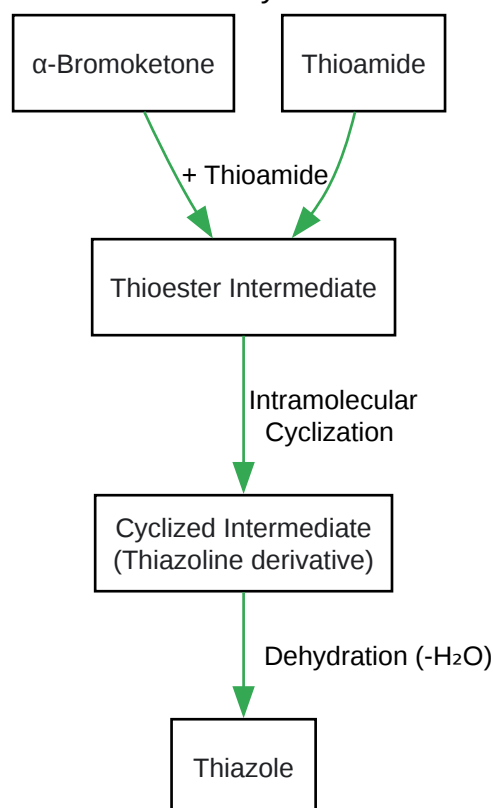 α-Bromoketone
Thioamide
+ Thioamide
Thioester Intermediate
Intramolecular
Cyclization
Cyclized Intermediate
(Thiazoline derivative)
Dehydration (-H₂O)
Thiazole